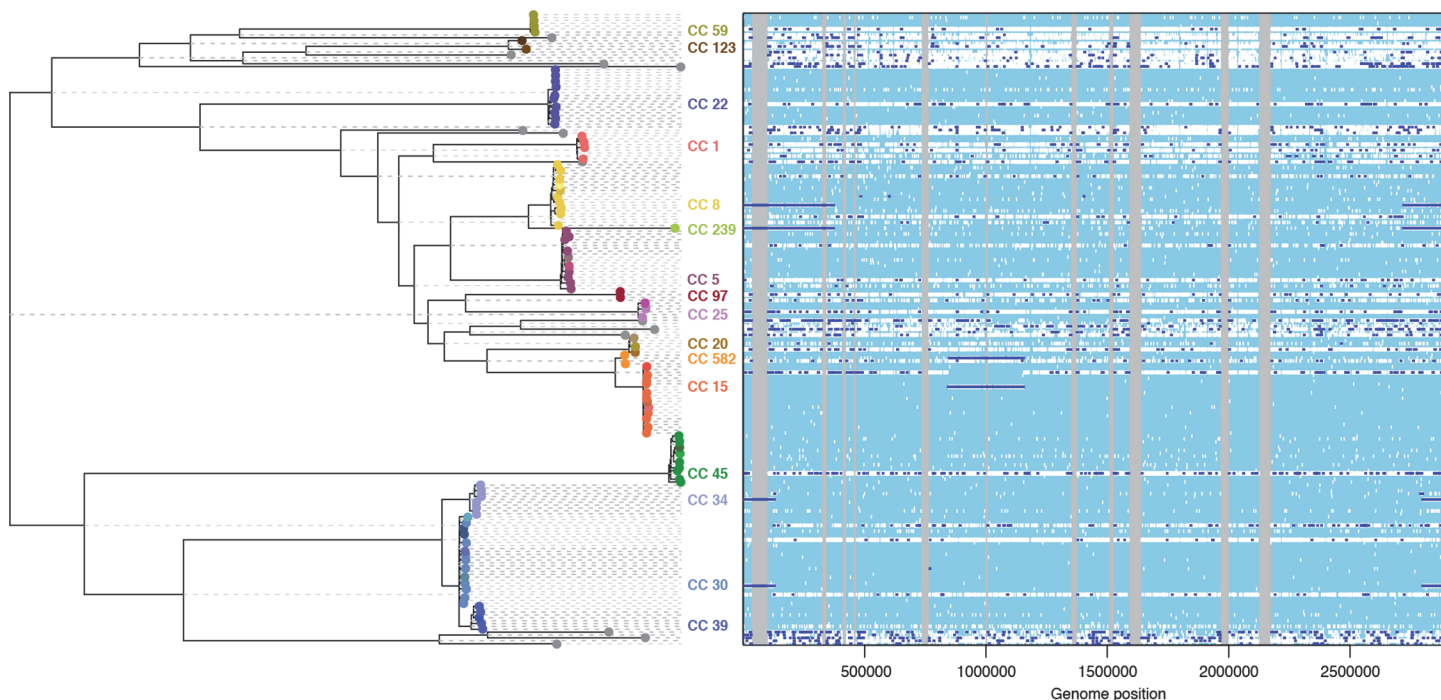 CC 59
CC 123
CC 22
CC 1
CC 8
CC 239
CC 5
CC 97
CC 25
CC 20
CC 582
CC 15
CC 45
CC 34
CC 30
CC 39
500000 1000000 1500000 2000000 2500000
Genome position